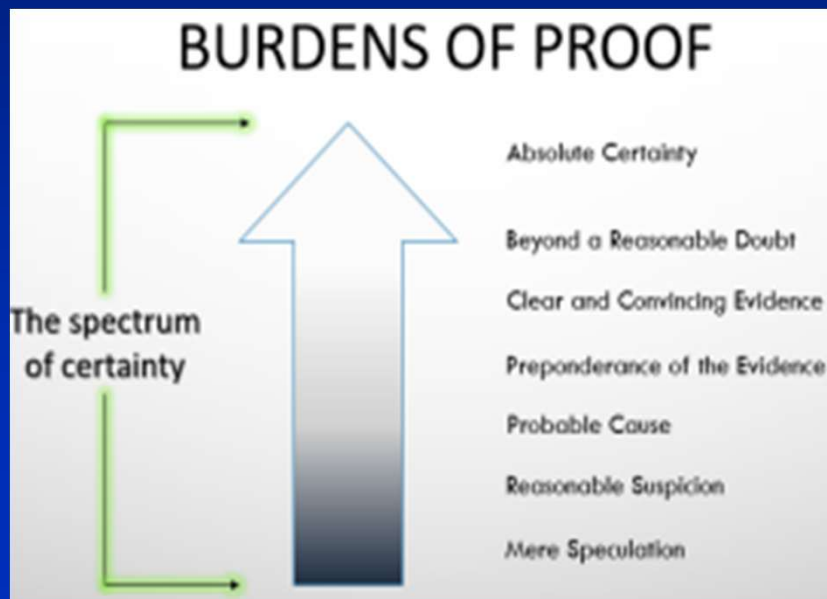 BURDENS OF PROOF
Absolute Certainty
Beyond a Reasonable Doubt
Clear and Convincing Evidence
The spectrum
of certainty
Preponderance of the Evidence
Probable Cause
Reasonable Suspicion
Mere Speculation